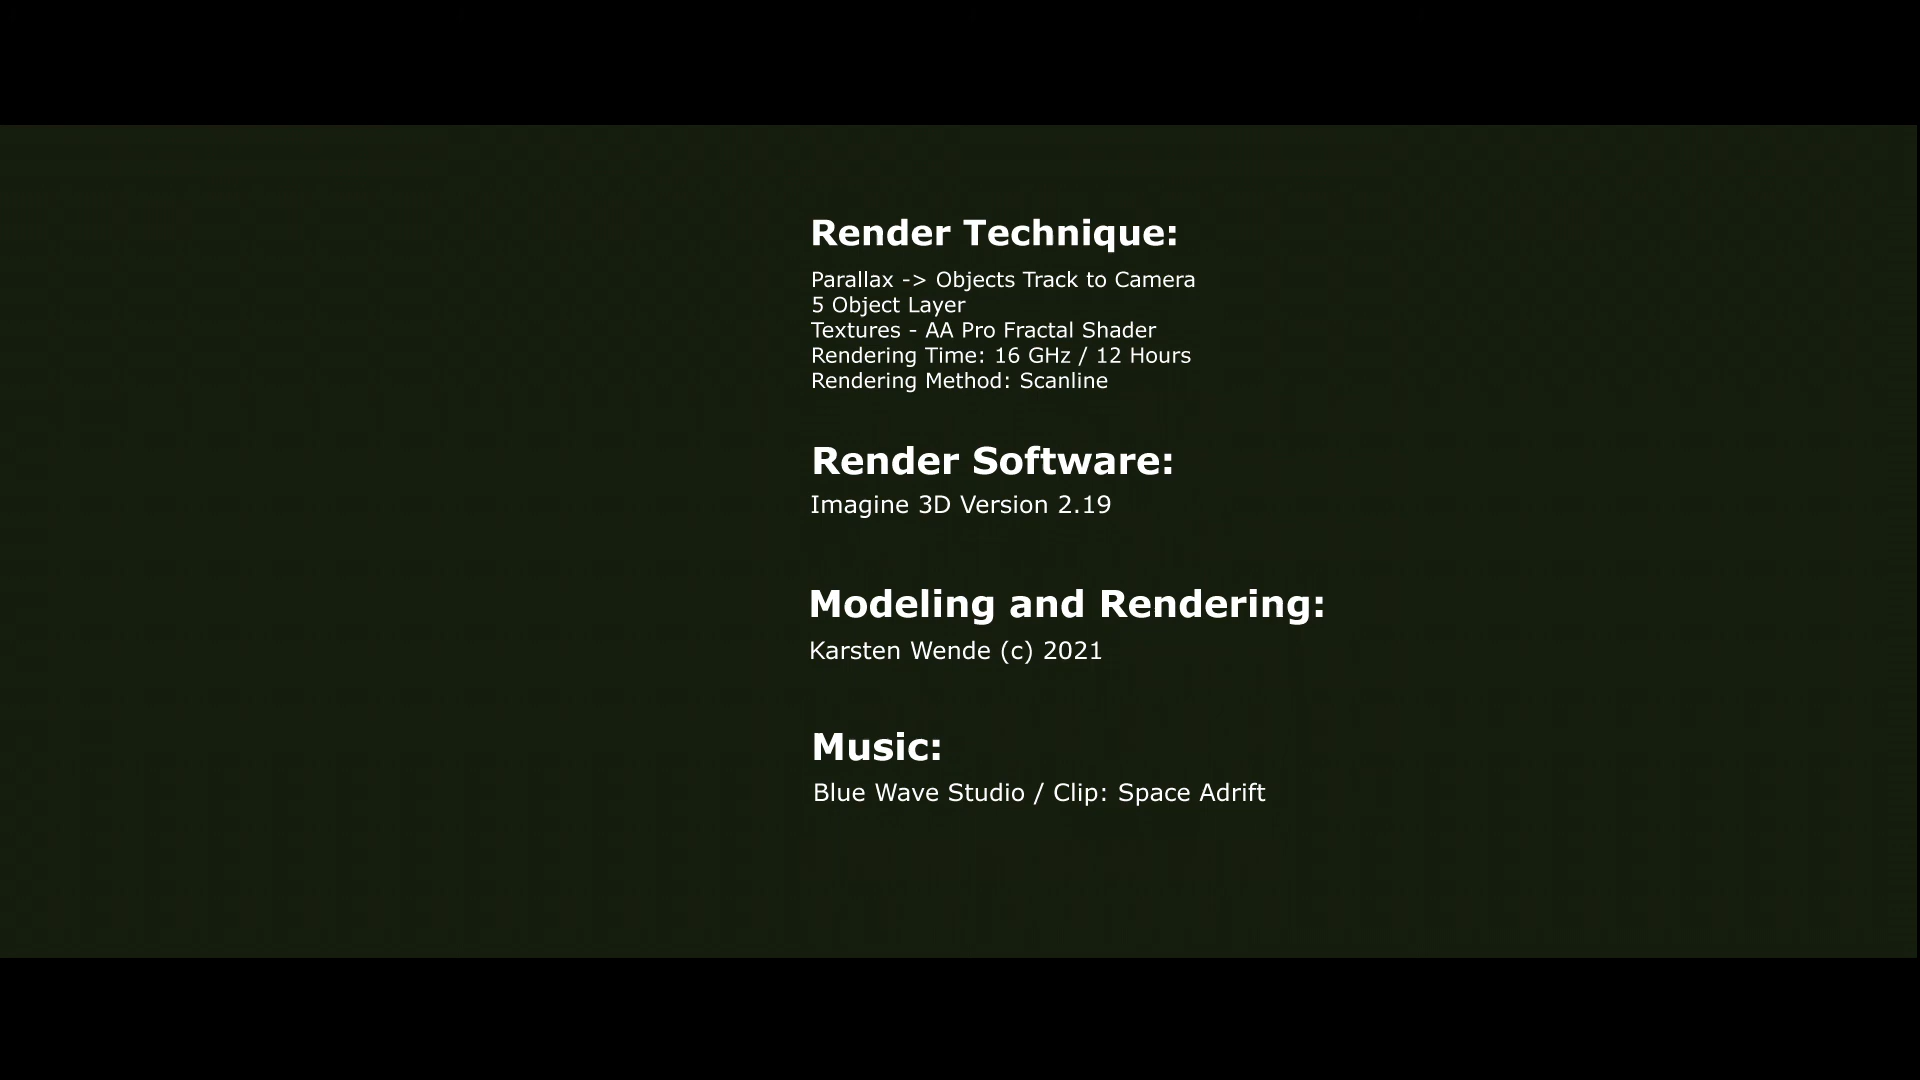 Render Technique:
Parallax -> Objects Track to Camera
5 Object Layer
Textures - AA Pro Fractal Shader
Rendering Time: 16 GHz / 12 Hours
Rendering Method: Scanline
Render Software:
Imagine 3D Version 2.19
Modeling and Rendering:
Karsten Wende (c) 2021
Music:
Blue Wave Studio / Clip: Space Adrift